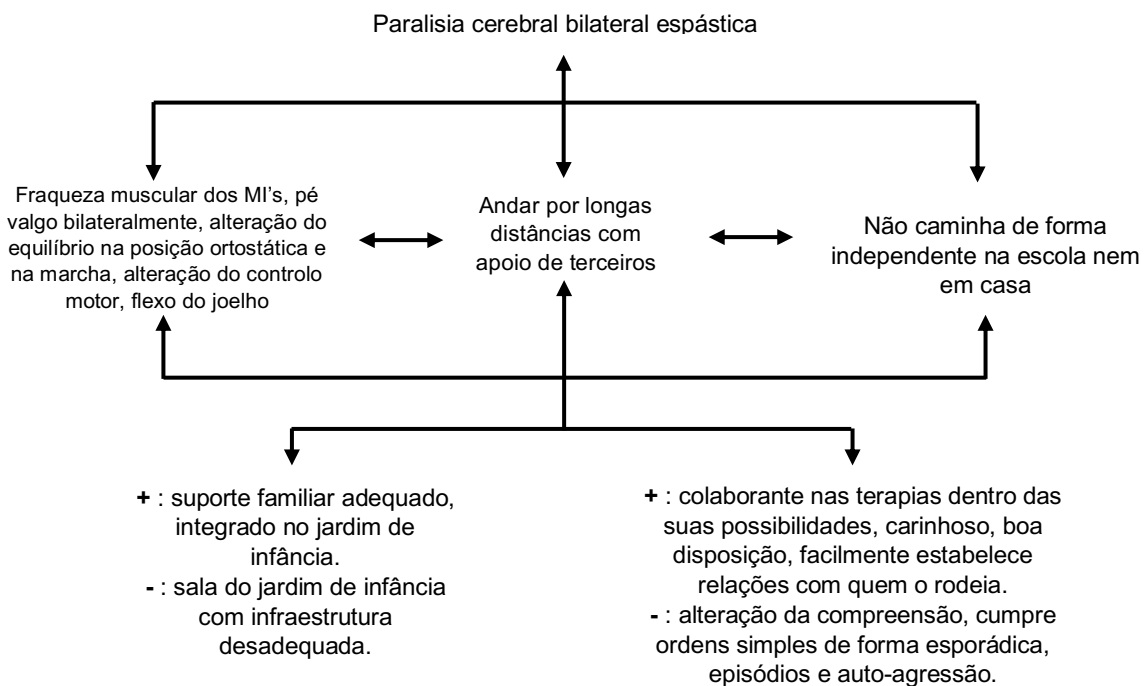 Paralisia cerebral bilateral espástica
Fraqueza muscular dos MI's, pé
valgo bilateralmente, alteração do
equilíbrio na posição ortostática e
na marcha, alteração do controlo
motor, flexo do joelho
Andar por longas
distâncias com
apoio de terceiros
Não caminha de forma
independente na escola nem
em casa
+ : suporte familiar adequado,
integrado no jardim de
infância.
- : sala do jardim de infância
com infraestrutura
desadequada.
+ : colaborante nas terapias dentro das
suas possibilidades, carinhoso, boa
disposição, facilmente estabelece
relações com quem o rodeia.
- : alteração da compreensão, cumpre
ordens simples de forma esporádica,
episódios e auto-agressão.